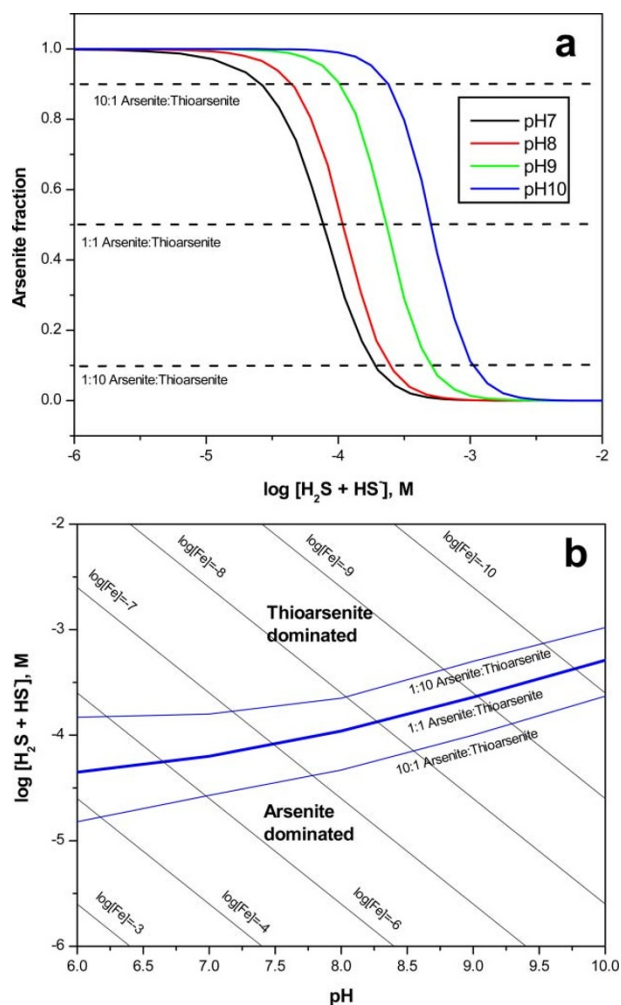 a
1.0
0.8
0.6
0.4
0.2
0.0
Arsenite fraction
10:1 Arsenite:Thioarsenite
1:1 Arsenite:Thioarsenite
1:10 Arsenite:Thioarsenite
pH7
pH8
pH9
pH10
-6
-5
-4
-3
-2
log [H₂S + HS⁻], M
b
-2
-3
-4
-5
-6
log [H₂S + HS⁻], M
log[Fe]=-8
log[Fe]=-9
log[Fe]=-10
log[Fe]=-7
Thioarsenite
dominated
1:10 Arsenite:Thioarsenite
1:1 Arsenite:Thioarsenite
10:1 Arsenite:Thioarsenite
Arsenite
dominated
log[Fe]=-3
log[Fe]=-4
log[Fe]=-6
6.0
6.5
7.0
7.5
8.0
8.5
9.0
9.5
10.0
pH